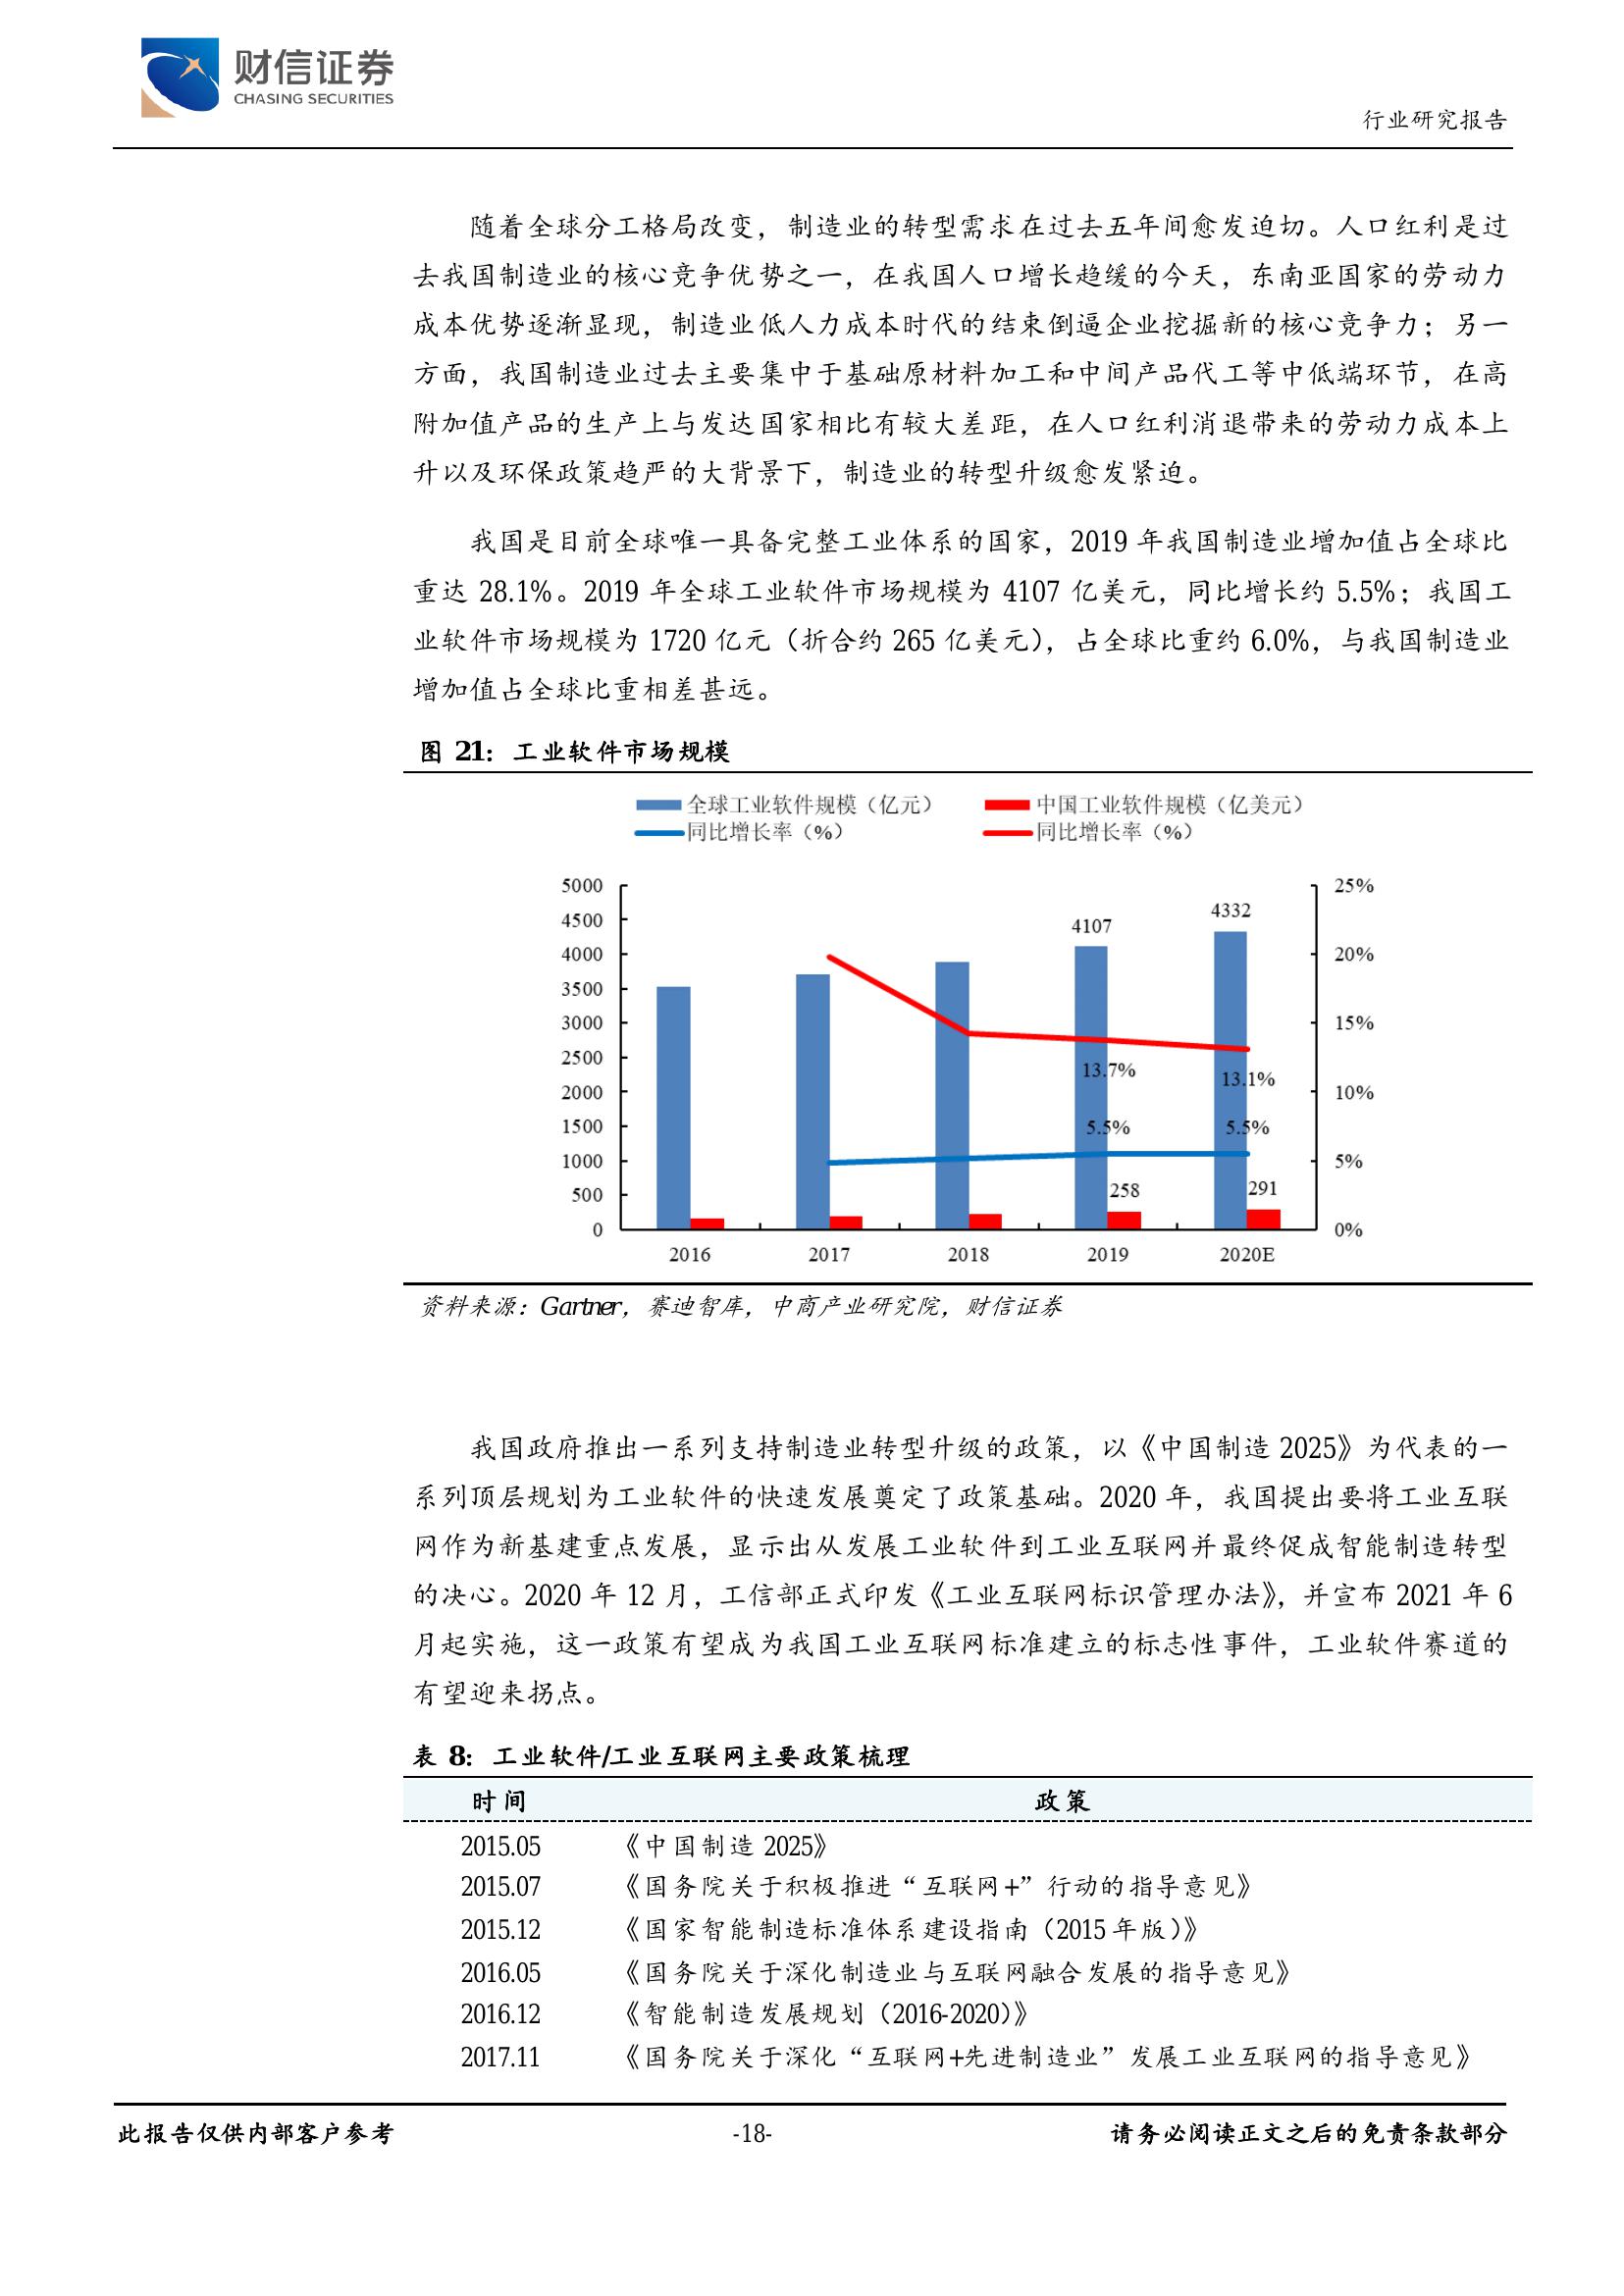 财信证券
CHASING SECURITIES
行业研究报告
随着全球分工格局改变，制造业的转型需求在过去五年间愈发迫切。人口红利是过
去我国制造业的核心竞争优势之一，在我国人口增长趋缓的今天，东南亚国家的劳动力
成本优势逐渐显现，制造业低人力成本时代的结束倒逼企业挖掘新的核心竞争力；另一
方面，我国制造业过去主要集中于基础原材料加工和中间产品代工等中低端环节，在高
附加值产品的生产上与发达国家相比有较大差距，在人口红利消退带来的劳动力成本上
升以及环保政策趋严的大背景下，制造业的转型升级愈发紧迫。
我国是目前全球唯一具备完整工业体系的国家，2019 年我国制造业增加值占全球比
重达 28.1%。2019 年全球工业软件市场规模为 4107 亿美元，同比增长约 5.5%；我国工
业软件市场规模为 1720 亿元（折合约 265 亿美元），占全球比重约 6.0%，与我国制造业
增加值占全球比重相差甚远。
图 21：工业软件市场规模
全球工业软件规模（亿元） 中国工业软件规模（亿美元）
同比增长率（%） 同比增长率（%）
5000 25%
4500 4332
4107
4000 20%
3500
3000 15%
2500
13.7% 13.1%
2000 10%
1500 5.5% 5.5%
1000 5%
500 258 291
0 0%
2016 2017 2018 2019 2020E
资料来源：Gartner，赛迪智库，中商产业研究院，财信证券
我国政府推出一系列支持制造业转型升级的政策，以《中国制造 2025》为代表的一
系列顶层规划为工业软件的快速发展奠定了政策基础。2020 年，我国提出要将工业互联
网作为新基建重点发展，显示出从发展工业软件到工业互联网并最终促成智能制造转型
的决心。2020 年 12 月，工信部正式印发《工业互联网标识管理办法》，并宣布 2021 年 6
月起实施，这一政策有望成为我国工业互联网标准建立的标志性事件，工业软件赛道的
有望迎来拐点。
表 8：工业软件/工业互联网主要政策梳理
时间 政策
2015.05 《中国制造 2025》
2015.07 《国务院关于积极推进“互联网+”行动的指导意见》
2015.12 《国家智能制造标准体系建设指南（2015 年版）》
2016.05 《国务院关于深化制造业与互联网融合发展的指导意见》
2016.12 《智能制造发展规划（2016-2020）》
2017.11 《国务院关于深化“互联网+先进制造业”发展工业互联网的指导意见》
此报告仅供内部客户参考 -18- 请务必阅读正文之后的免责条款部分